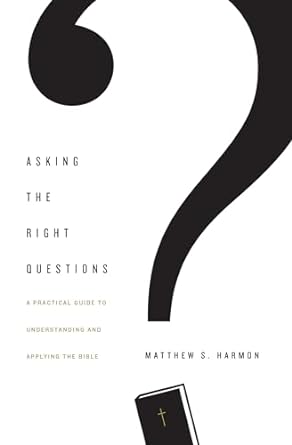 ASKING
THE
RIGHT
QUESTIONS
A PRACTICAL GUIDE TO
UNDERSTANDING AND
APPLYING THE BIBLE
MATTHEW S. HARMON